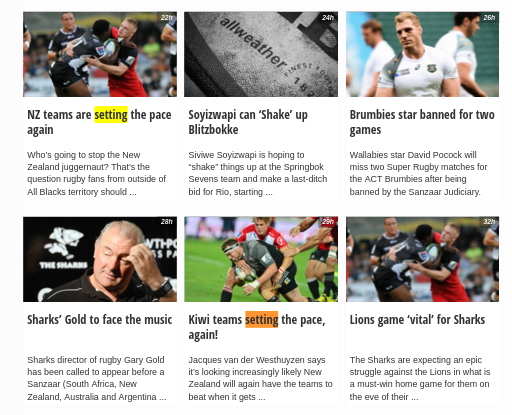 22h
24h
allweather
FINEST FOO
26h
NZ teams are setting the pace
again
Who's going to stop the New
Zealand juggernaut? That's the
question rugby fans from outside of
All Blacks territory should ...
Soyizwapi can 'Shake' up
Blitzbokke
Siviwe Soyizwapi is hoping to
“shake” things up at the Springbok
Sevens team and make a last-ditch
bid for Rio, starting ...
Brumbies star banned for two
games
Wallabies star David Pocock will
miss two Super Rugby matches for
the ACT Brumbies after being
banned by the Sanzaar Judiciary.
28h
THE SHARKS
29h
32h
Sharks' Gold to face the music
Sharks director of rugby Gary Gold
has been called to appear before a
Sanzaar (South Africa, New
Zealand, Australia and Argentina ...
Kiwi teams setting the pace,
again!
Jacques van der Westhuyzen says
it's looking increasingly likely New
Zealand will again have the teams to
beat when it gets ...
Lions game 'vital' for Sharks
The Sharks are expecting an epic
struggle against the Lions in what is
a must-win home game for them on
the eve of their ...